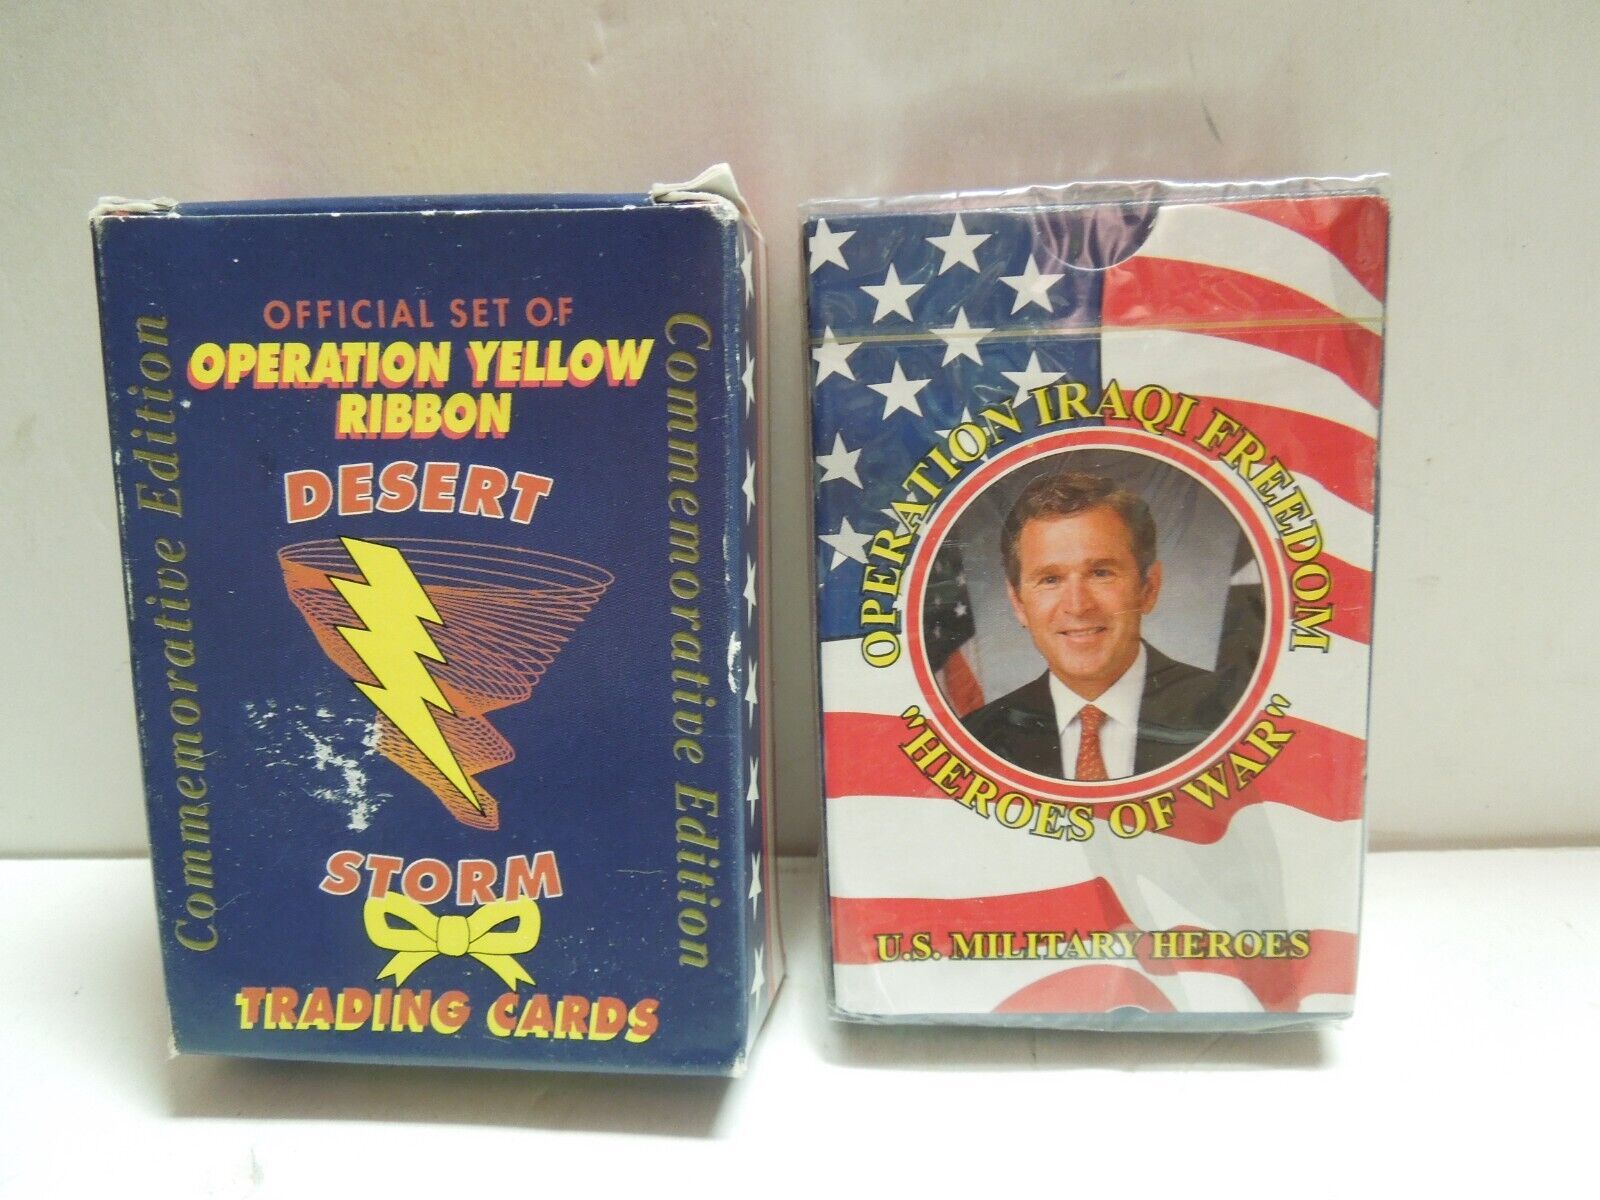 OFFICIAL SET OF
OPERATION YELLOW
RIBBON
DESERT
STORM
TRADING CARDS
Commemorative Edition
Commemorative Edition
OPERATION IRAQI FREEDOM
"HEROES OF WAR"
U.S. MILITARY HEROES